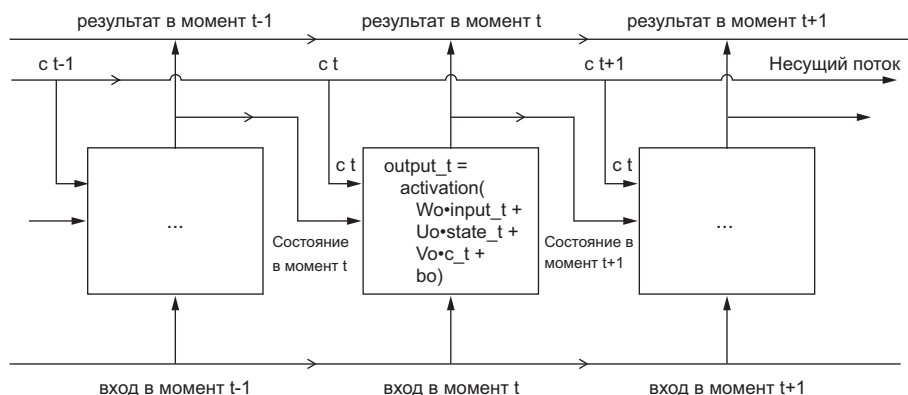 результат в момент t-1
результат в момент t
результат в момент t+1
c t-1
c t
c t+1
Несущий поток
c t
c t
...
output_t =
activation(
Wo•input_t +
Uo•state_t +
Vo•c_t +
bo)
...
Состояние
в момент t
Состояние в
момент t+1
вход в момент t-1
вход в момент t
вход в момент t+1